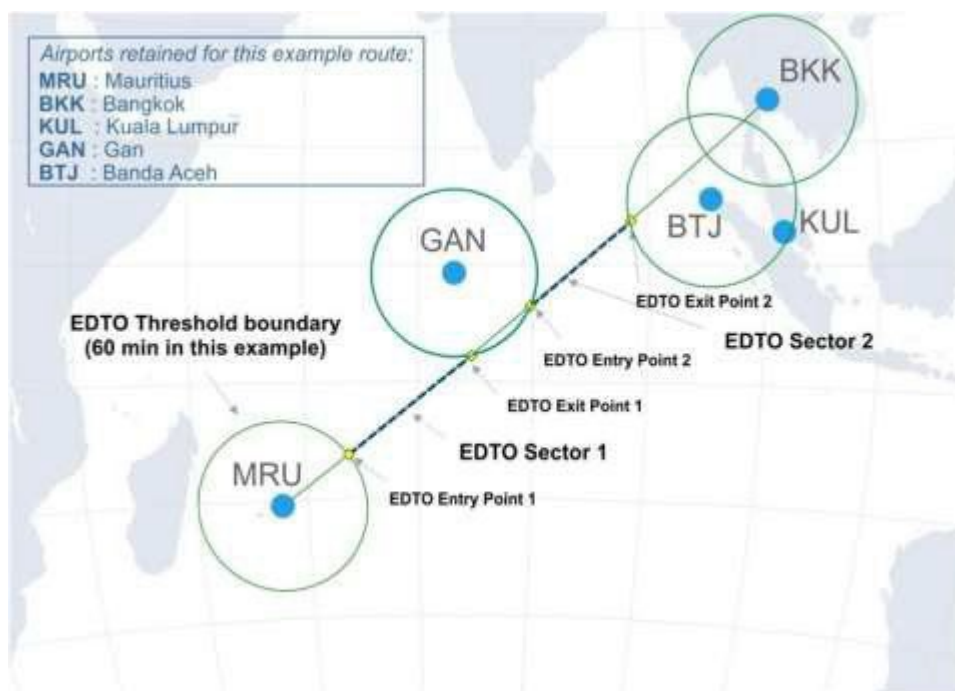 Airports retained for this example route:
MRU : Mauritius
BKK : Bangkok
KUL : Kuala Lumpur
GAN : Gan
BTJ : Banda Aceh
BKK
GAN
BTJ
KUL
EDTO Exit Point 2
EDTO Threshold boundary
(60 min in this example)
EDTO Sector 2
EDTO Entry Point 2
EDTO Exit Point 1
EDTO Sector 1
MRU
EDTO Entry Point 1